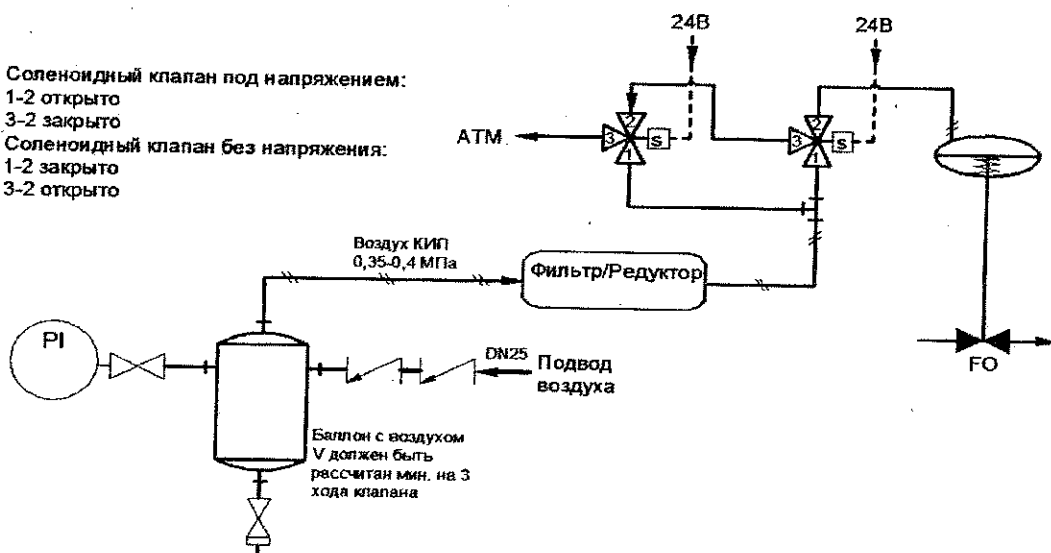 24В
24В
Соленоидный клапан под напряжением:
1-2 открыто
3-2 закрыто
Соленоидный клапан без напряжения:
1-2 закрыто
3-2 открыто
АТМ.
2
3
S
1
2
3
S
1
Воздух КИП
0,35-0,4 МПа
Фильтр/Редуктор
PI
DN25
Подвод
воздуха
FO
Баллон с воздухом
V должен быть
рассчитан мин. на 3
хода клапана